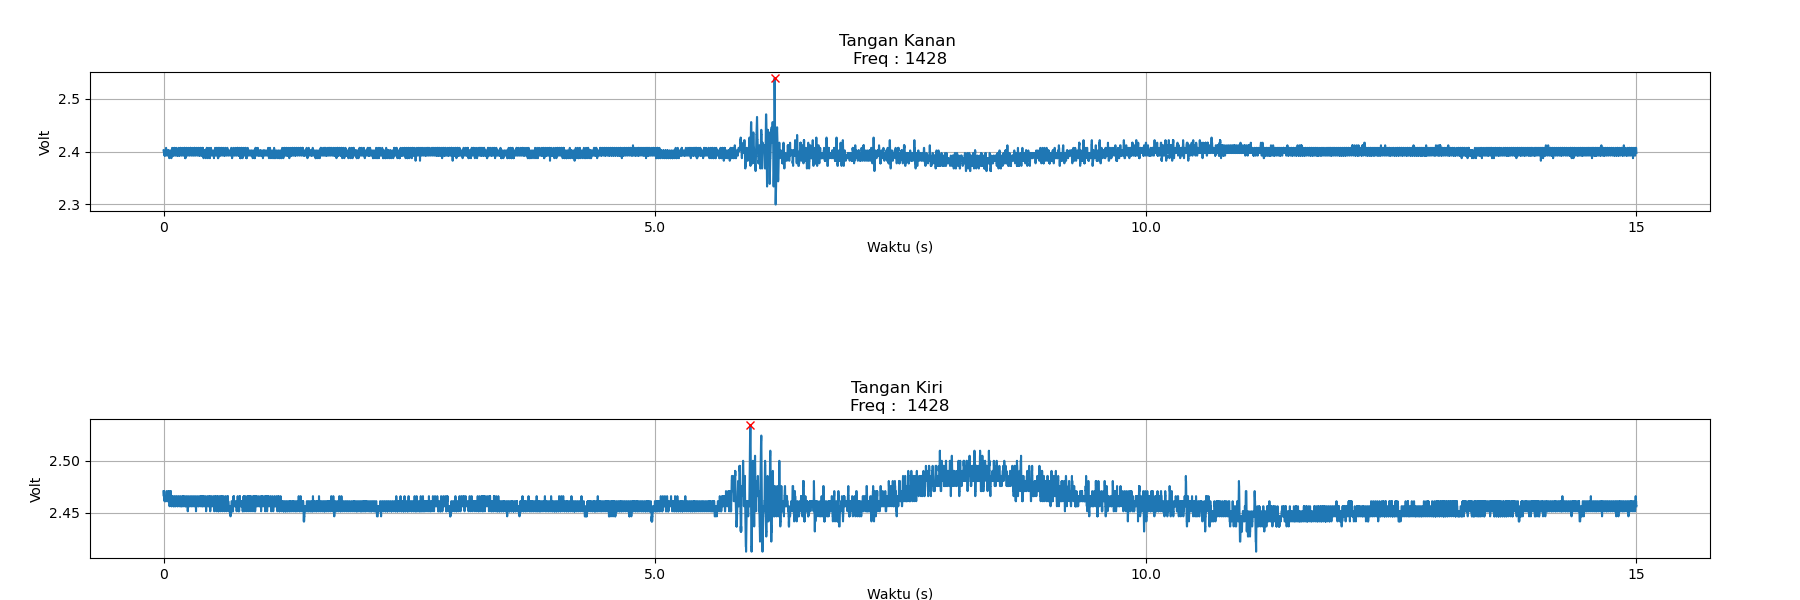 Tangan Kanan
Freq : 1428
Volt
2.5
2.4
2.3
0
5.0
10.0
15
Waktu (s)
Tangan Kiri
Freq :  1428
Volt
2.50
2.45
0
5.0
10.0
15
Waktu (s)